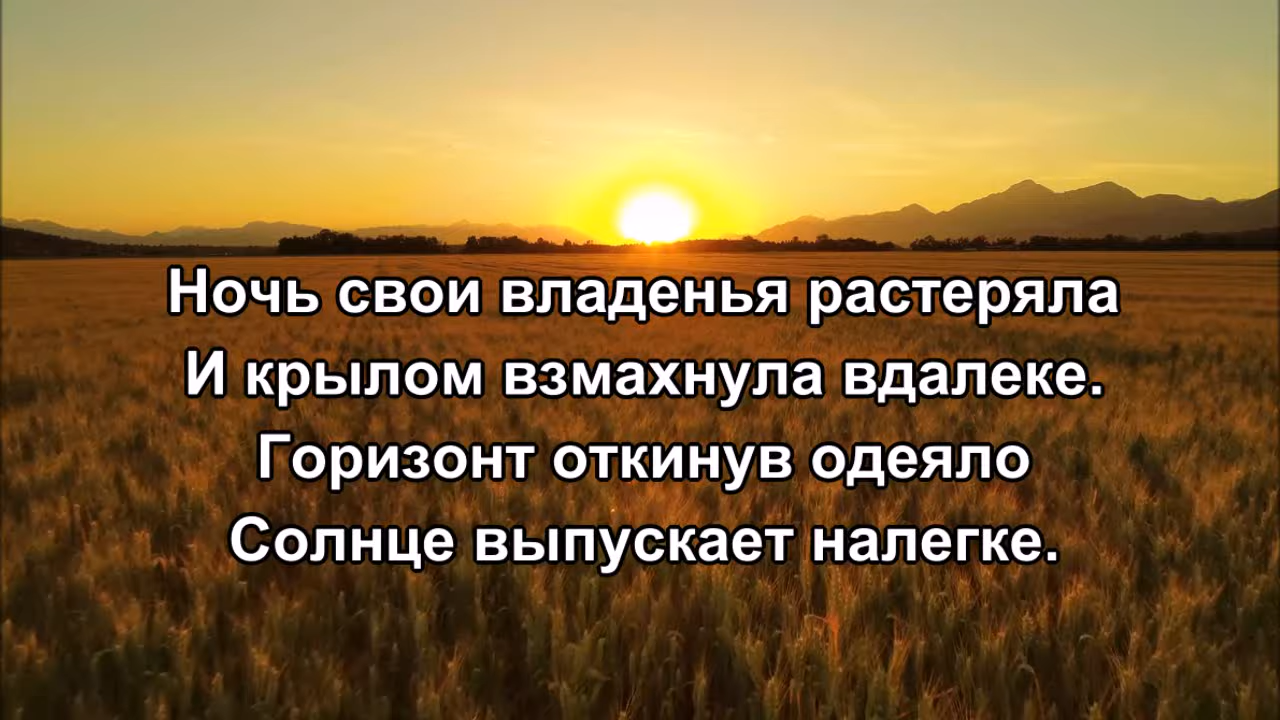 Ночь свои владенья растеряла
И крылом взмахнула вдалеке.
Горизонт откинув одеяло
Солнце выпускает налегке.